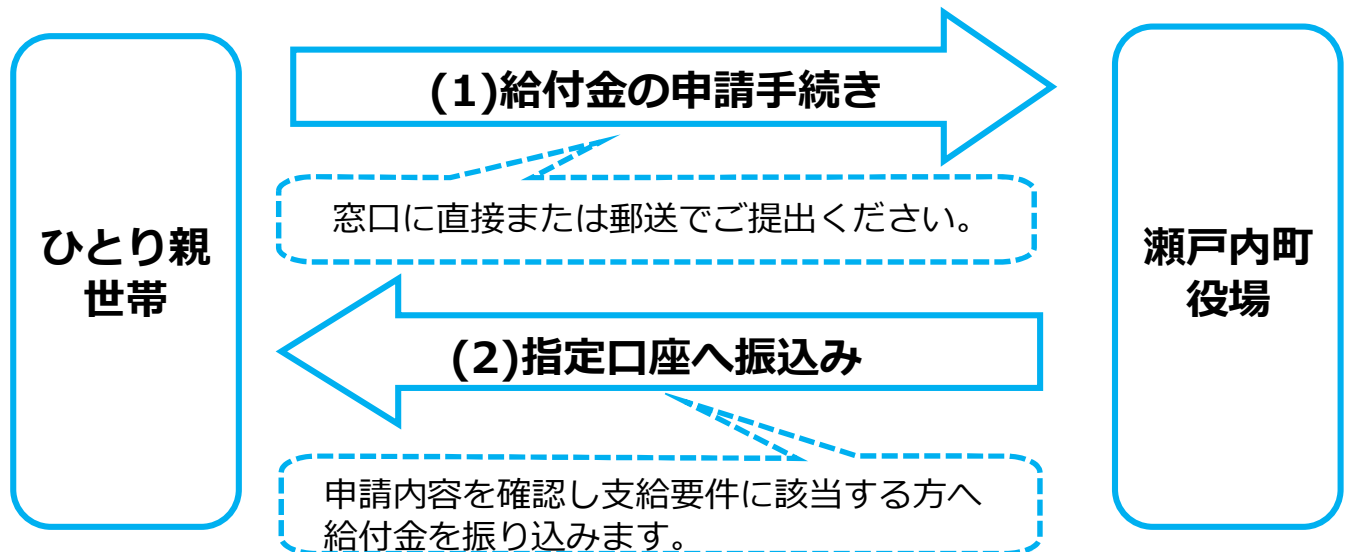 ひとり親
世帯
(1)給付金の申請手続き
窓口に直接または郵送でご提出ください。
(2)指定口座へ振込み
申請内容を確認し支給要件に該当する方へ
給付金を振り込みます。
瀬戸内町
役場